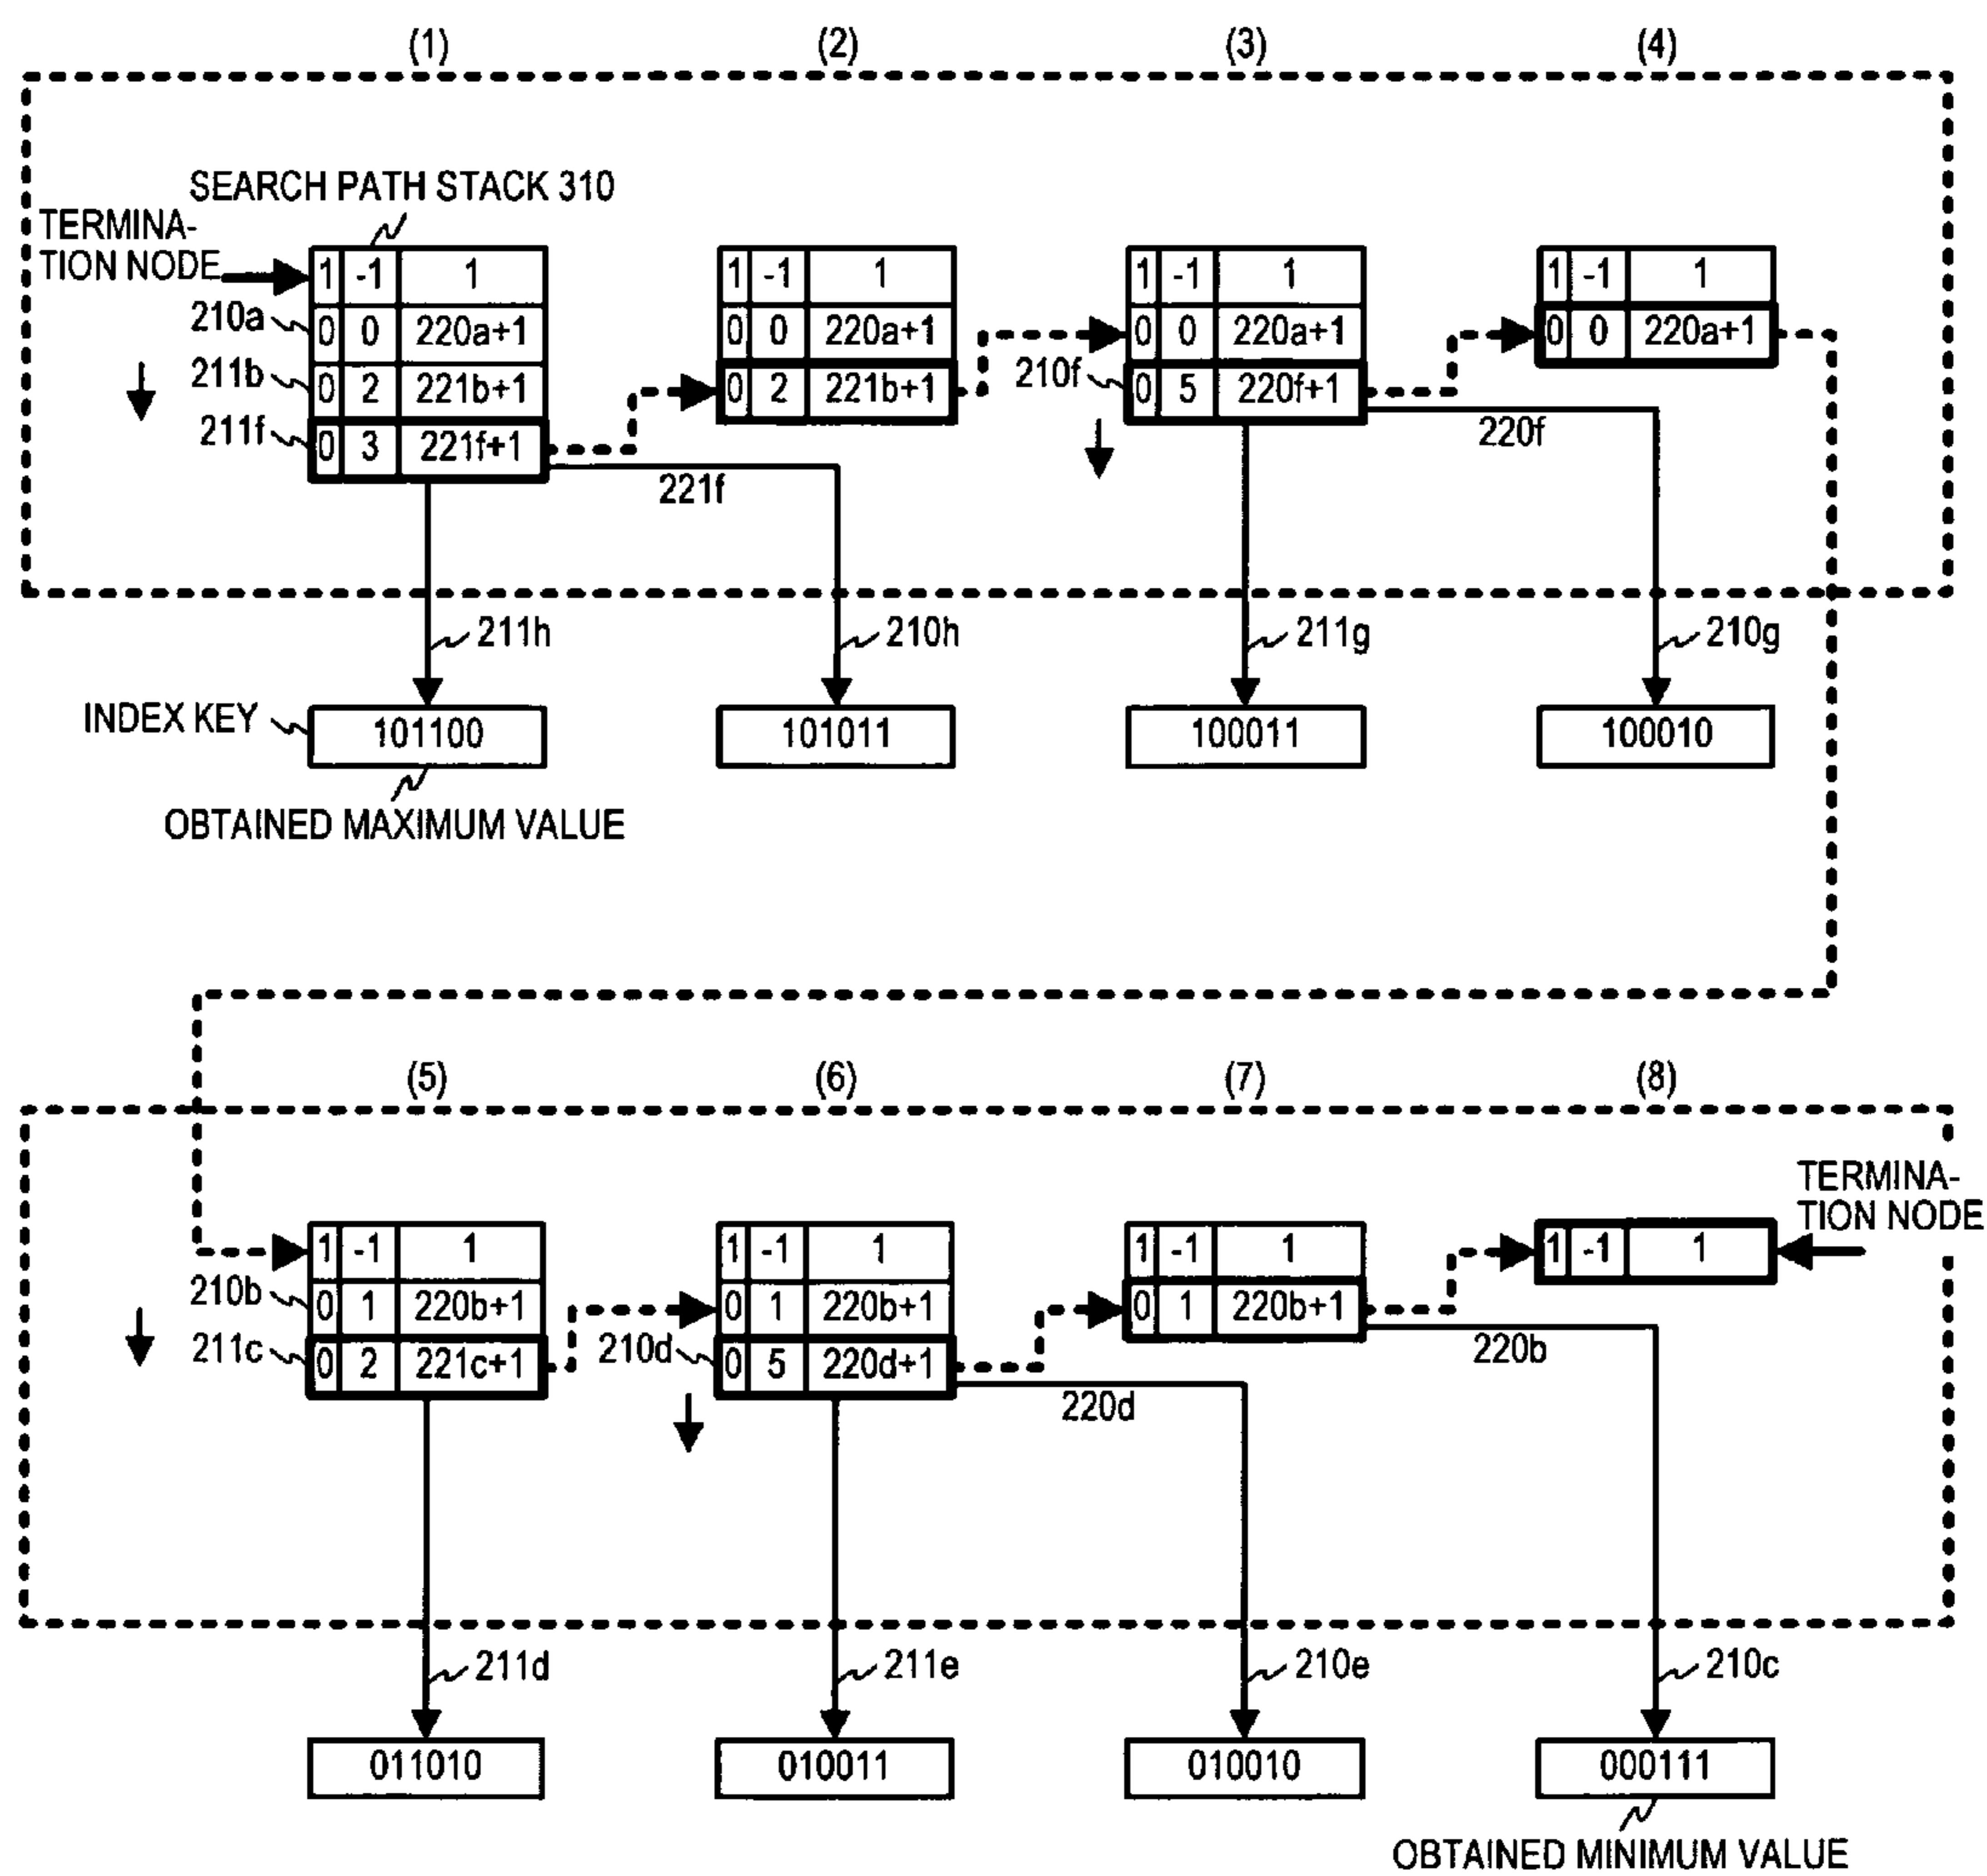 (1) (2) (3) (4)
SEARCH PATH STACK 310
TERMINA-
TION NODE
1 -1 1
1 -1 1
1 -1 1
1 -1 1
210a 0 0 220a+1
0 0 220a+1
0 0 220a+1
0 0 220a+1
211b 0 2 221b+1
0 2 221b+1
210f 0 5 220f+1
211f 0 3 221f+1
221f
220f
211h 210h 211g 210g
INDEX KEY 101100 101011 100011 100010
OBTAINED MAXIMUM VALUE
(5) (6) (7) (8)
TERMINA-
TION NODE
1 -1 1
1 -1 1
1 -1 1
1 -1 1
210b 0 1 220b+1
0 1 220b+1
0 1 220b+1
211c 0 2 221c+1
210d 0 5 220d+1
220d
220b
211d 211e 210e 210c
011010 010011 010010 000111
OBTAINED MINIMUM VALUE